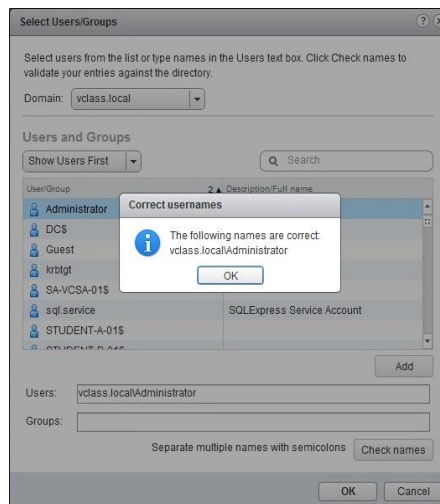 Select Users/Groups
Select users from the list or type names in the Users text box. Click Check names to
validate your entries against the directory.
Domain: vclass.local
Users and Groups
Show Users First
Search
User/Group 2 Description/Full name
Administrator
DC$
Guest
krbtgt
SA-VCSA-01$
sql.service SQLExpress Service Account
STUDENT-A-01$
Correct usernames
The following names are correct:
vclass.local\Administrator
OK
Add
Users: vclass.local\Administrator
Groups:
Separate multiple names with semicolons Check names
OK Cancel